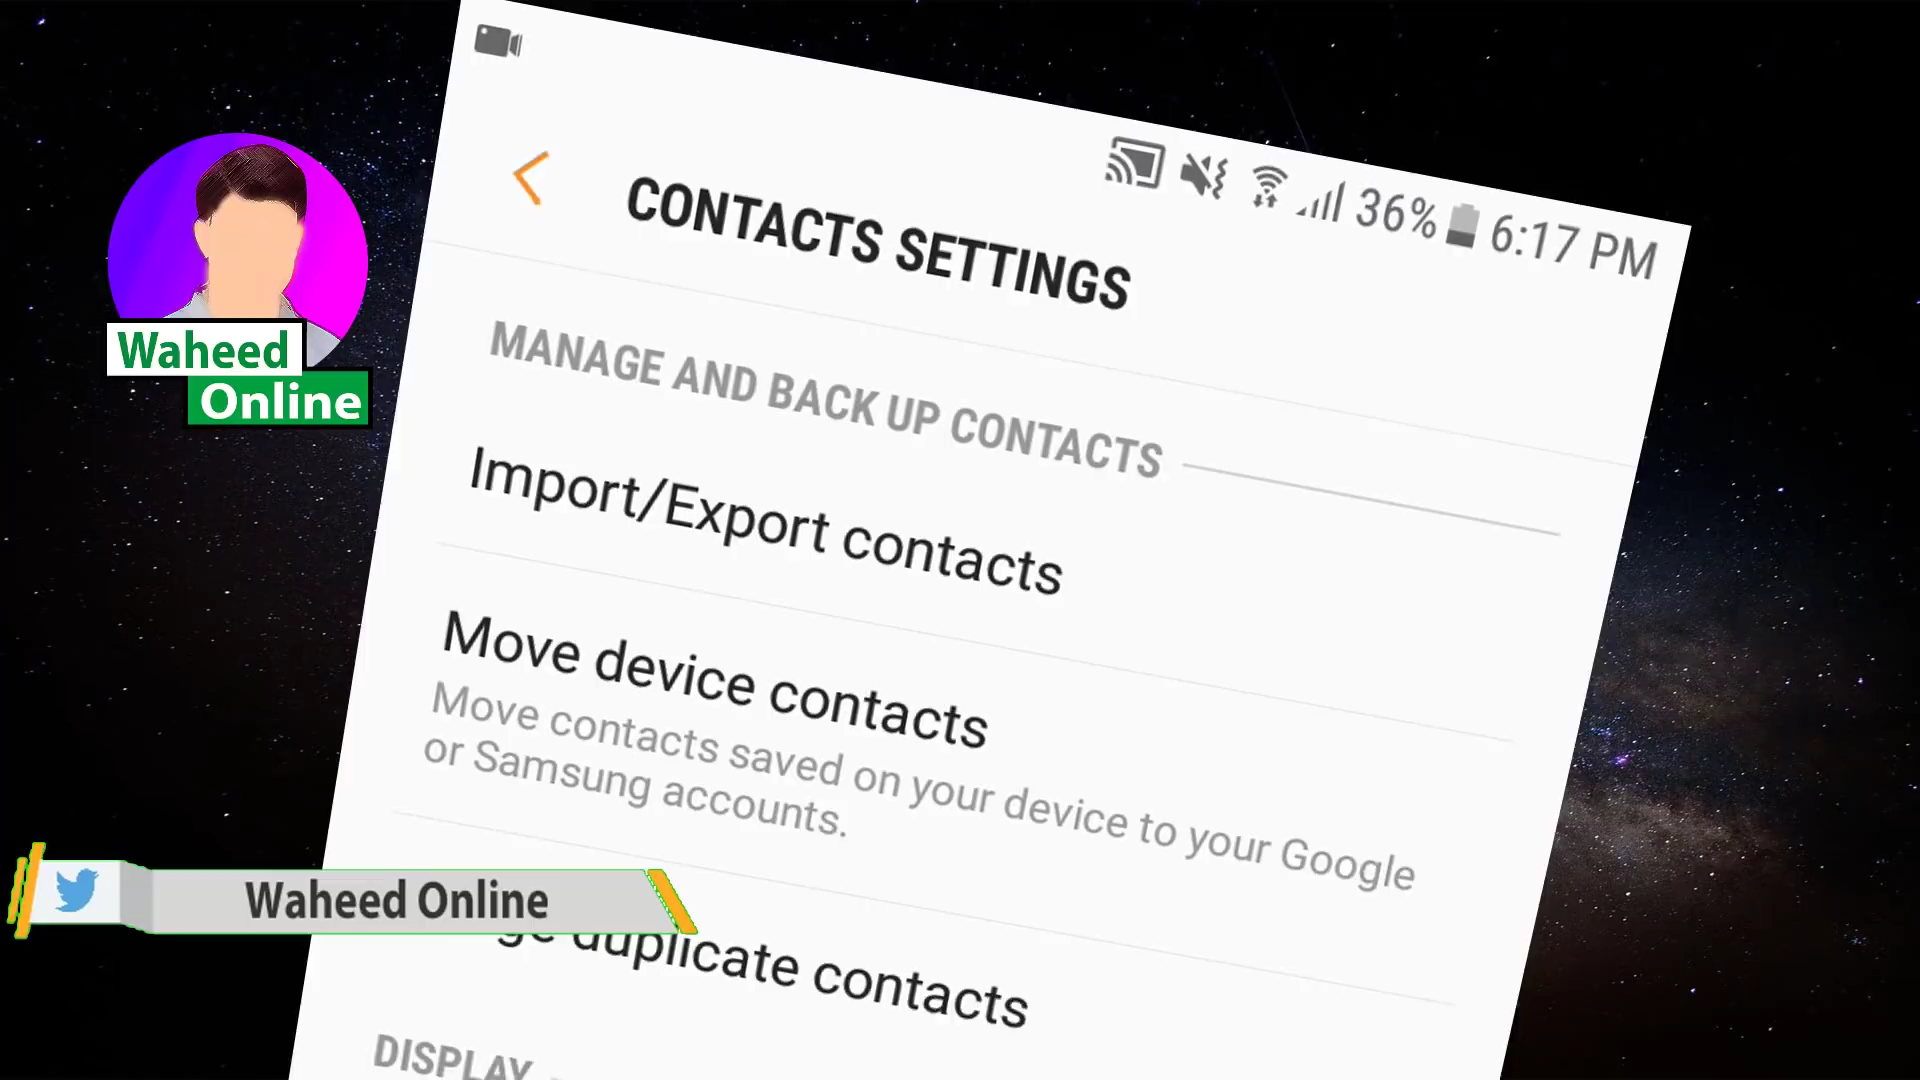 36% 6:17 PM
CONTACTS SETTINGS
MANAGE AND BACK UP CONTACTS
Import/Export contacts
Move device contacts
Move contacts saved on your device to your Google
or Samsung accounts.
duplicate contacts
DISPLAY
Waheed
Online
Waheed Online